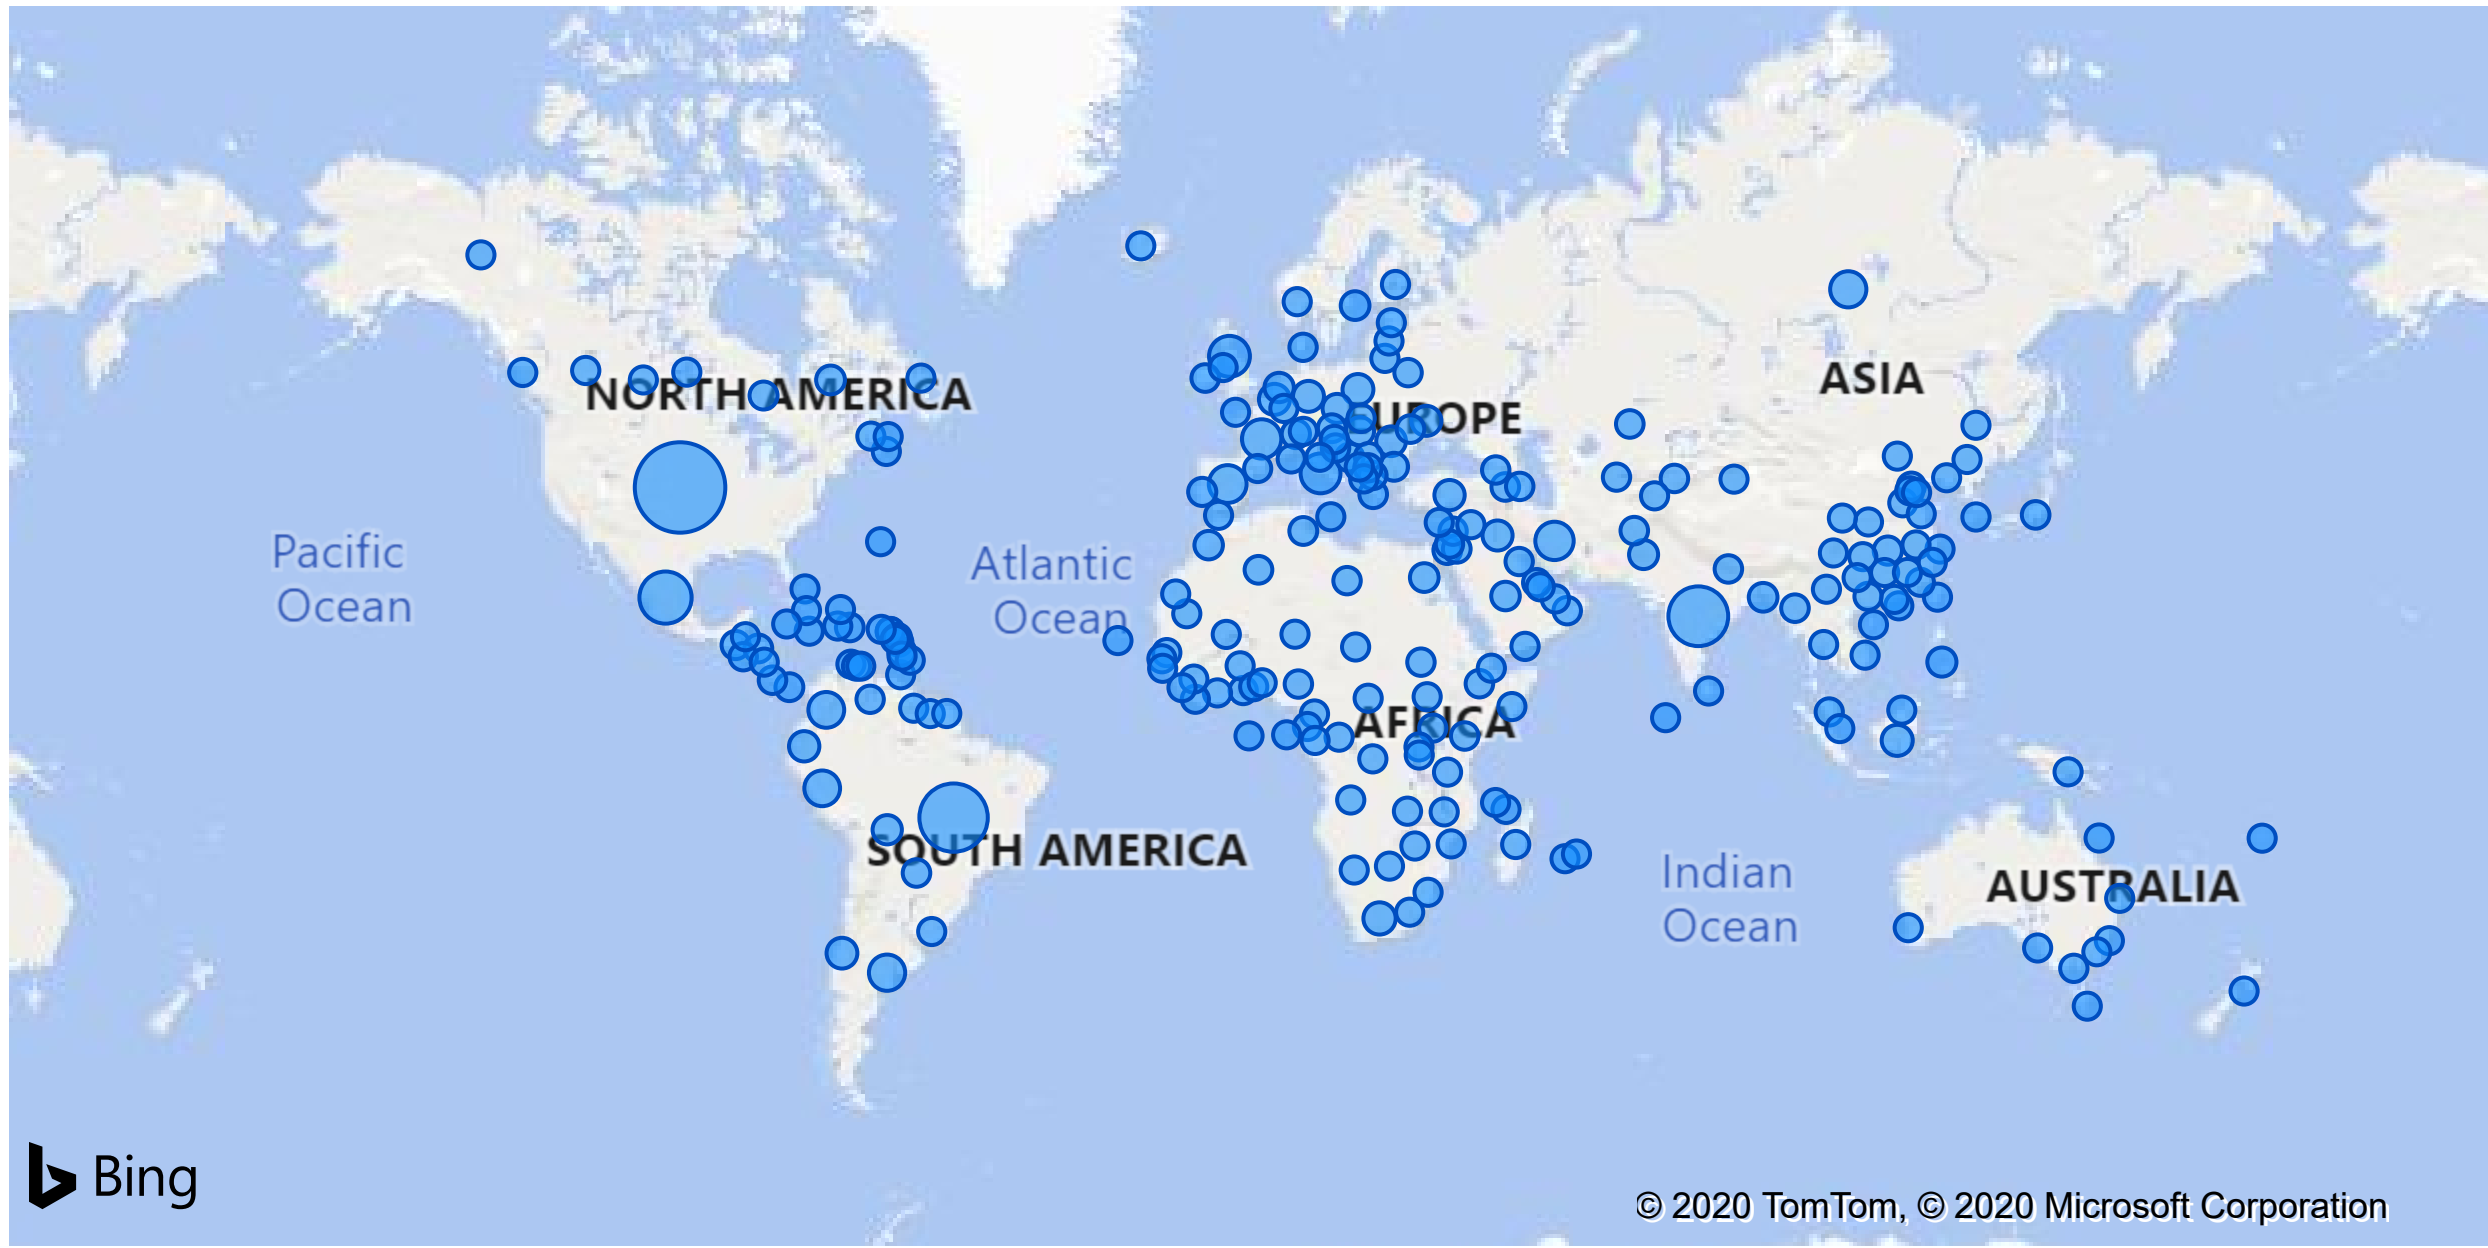 ASIA
NORTH AMERICA
EUROPE
Pacific
Ocean
Atlantic
Ocean
AFRICA
SOUTH AMERICA
Indian
Ocean
AUSTRALIA
Bing
© 2020 TomTom, © 2020 Microsoft Corporation